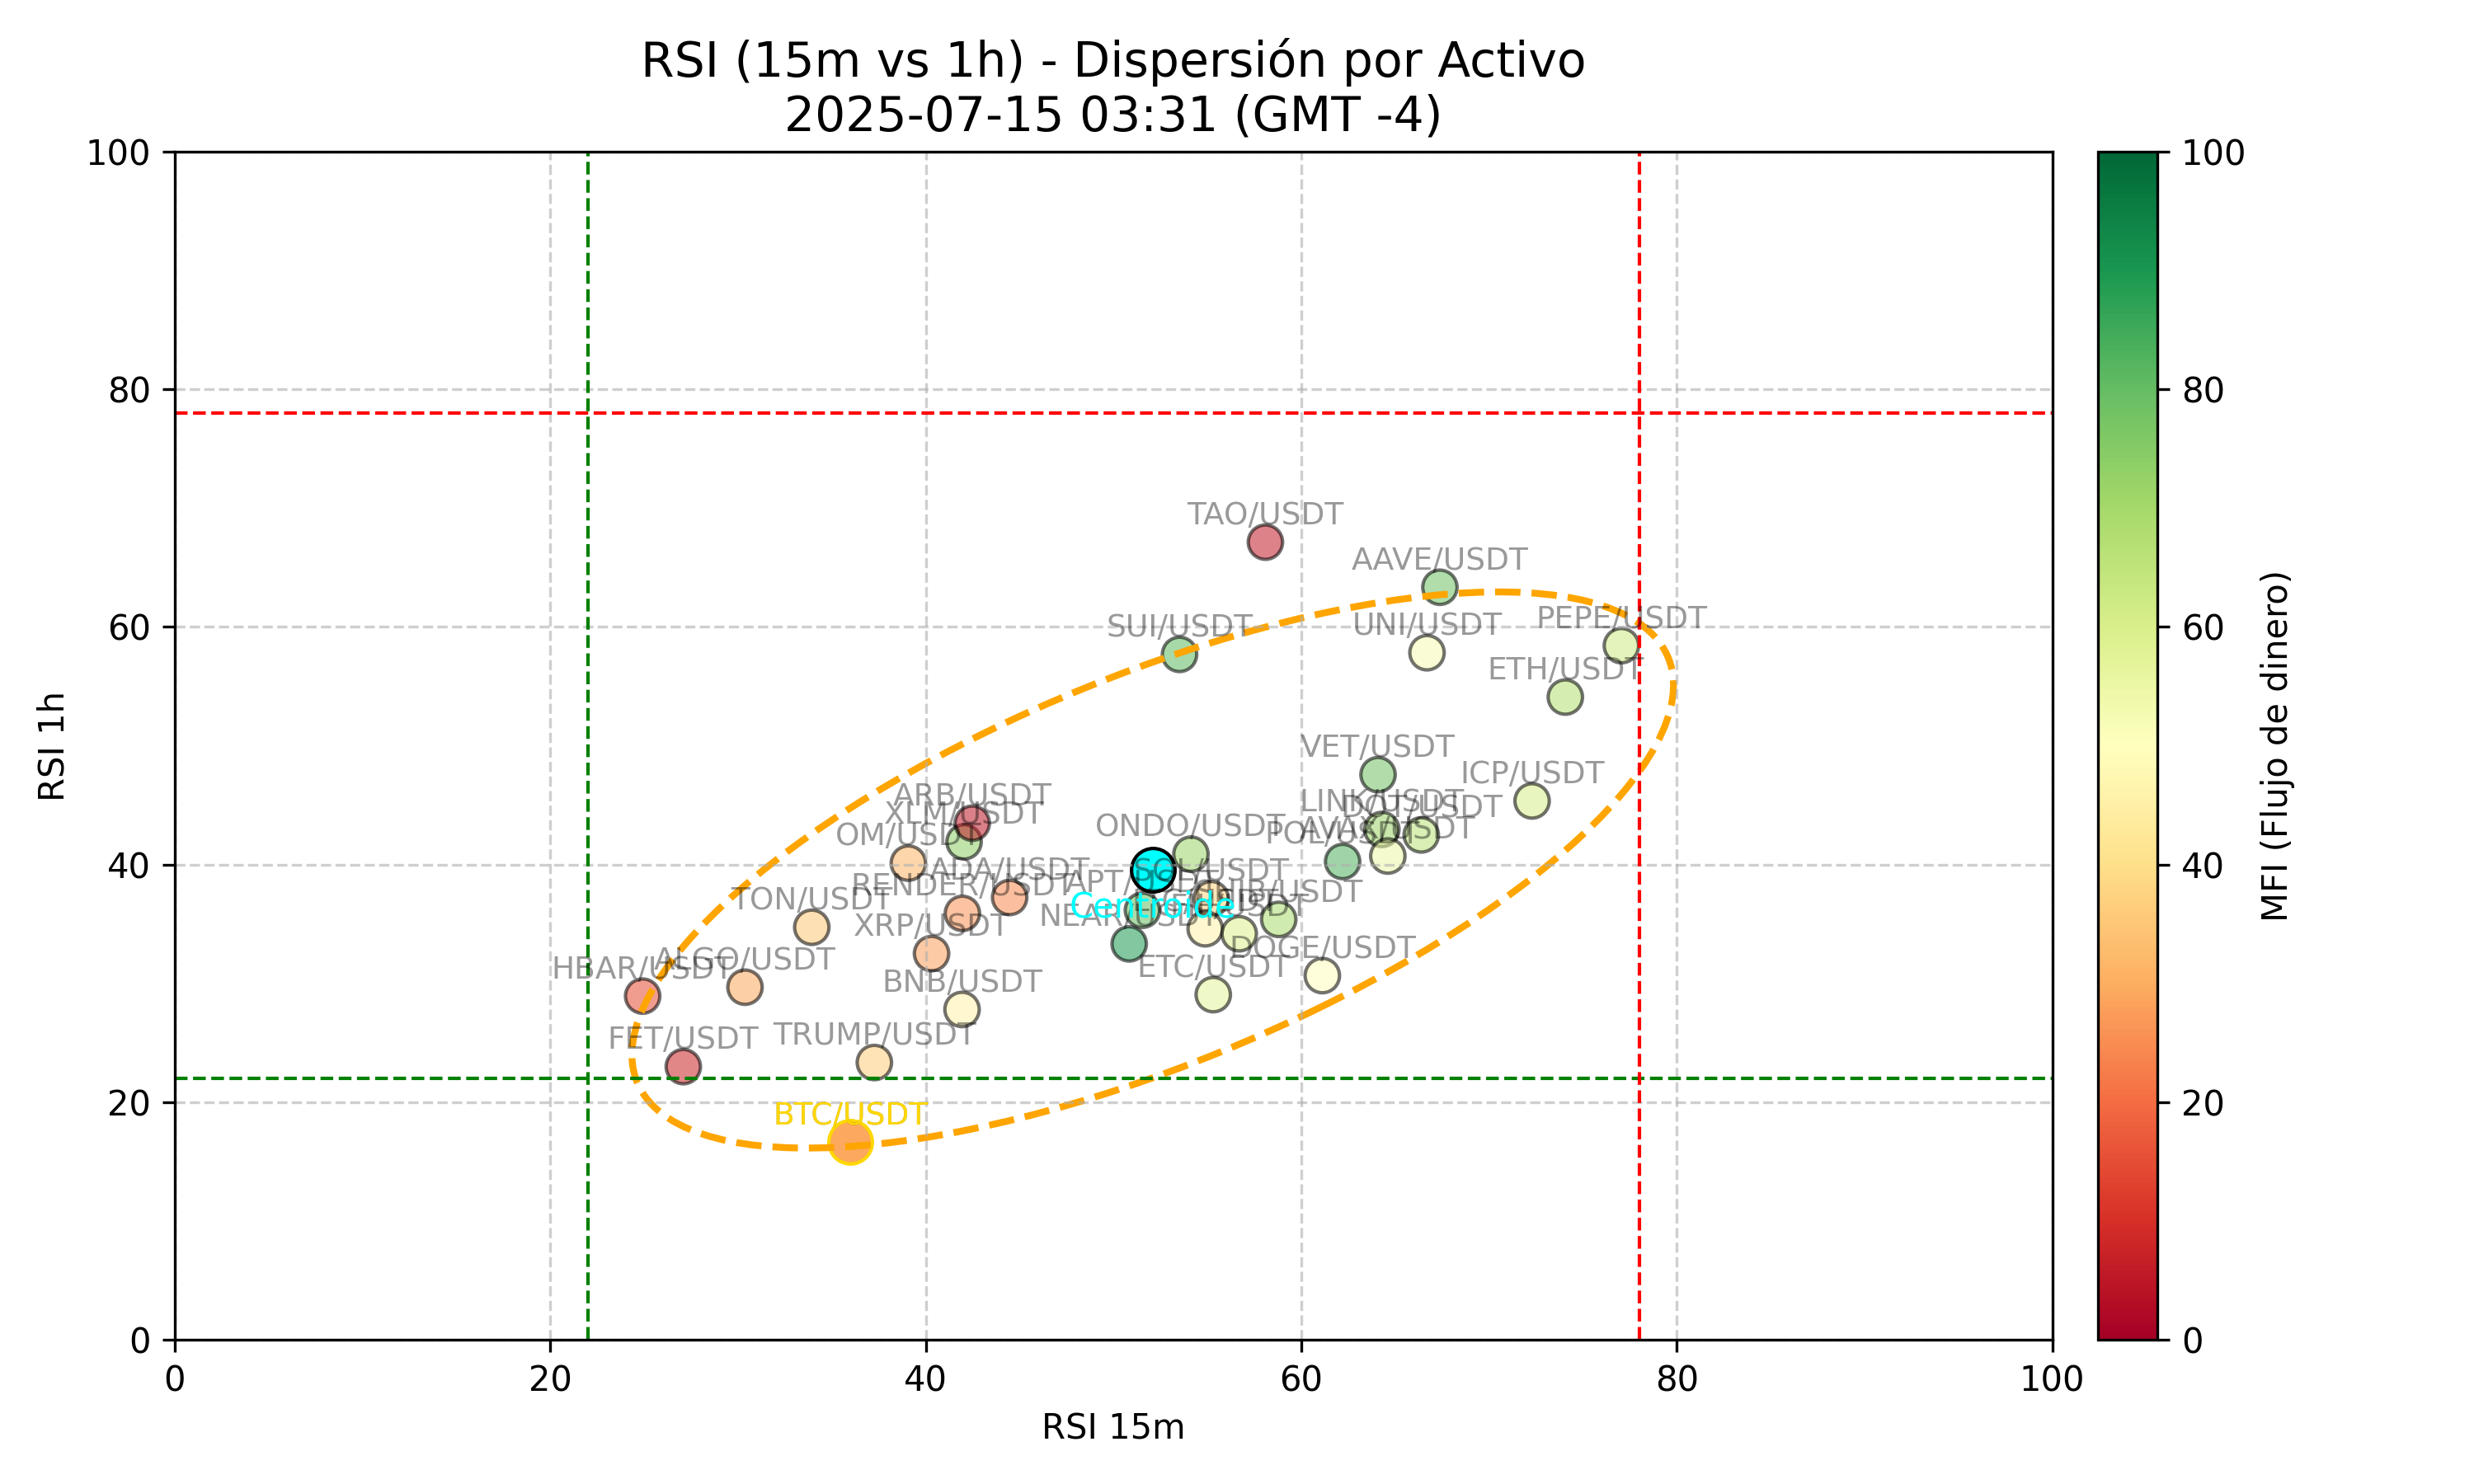 RSI (15m vs 1h) - Dispersión por Activo
2025-07-15 03:31 (GMT -4)
100
80
60
40
20
0
RSI 1h
0
20
40
60
80
100
RSI 15m
TAO/USDT
AAVE/USDT
SUI/USDT
UNI/USDT
PEPE/USDT
ETH/USDT
VET/USDT
ICP/USDT
LINK/USDT
DOT/USDT
POL/USDT
AVAX/USDT
ARB/USDT
XLM/USDT
OM/USDT
ONDO/USDT
ADA/USDT
RENDER/USDT
APT/USDT
SOL/USDT
Centroide
NEAR/USDT
TON/USDT
XRP/USDT
DOGE/USDT
ETC/USDT
HBAR/USDT
ALGO/USDT
BNB/USDT
FET/USDT
TRUMP/USDT
BTC/USDT
100
80
60
40
20
0
MFI (Flujo de dinero)